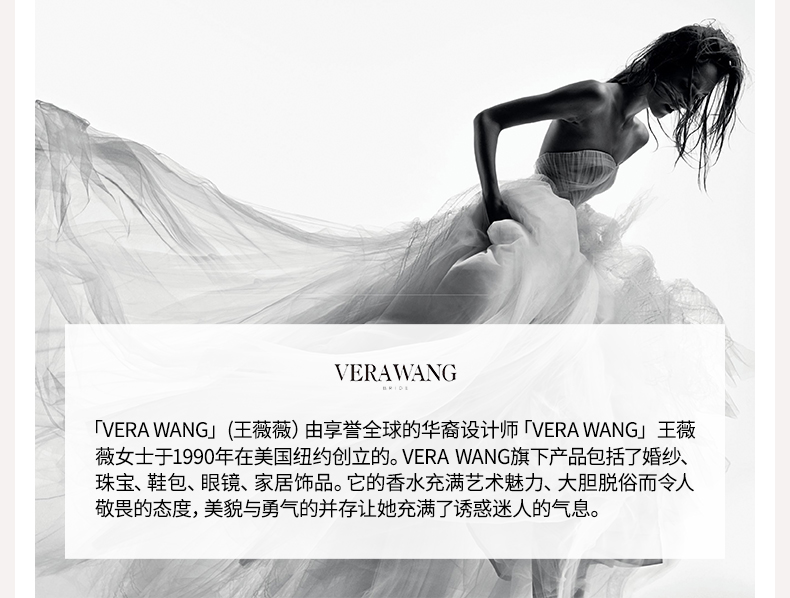 VERAWANG
BRIDE
「VERA WANG」(王薇薇）由享誉全球的华裔设计师「VERA WANG」王薇
薇女士于1990年在美国纽约创立的。VERA WANG旗下产品包括了婚纱、
珠宝、鞋包、眼镜、家居饰品。它的香水充满艺术魅力、大胆脱俗而令人
敬畏的态度，美貌与勇气的并存让她充满了诱惑迷人的气息。